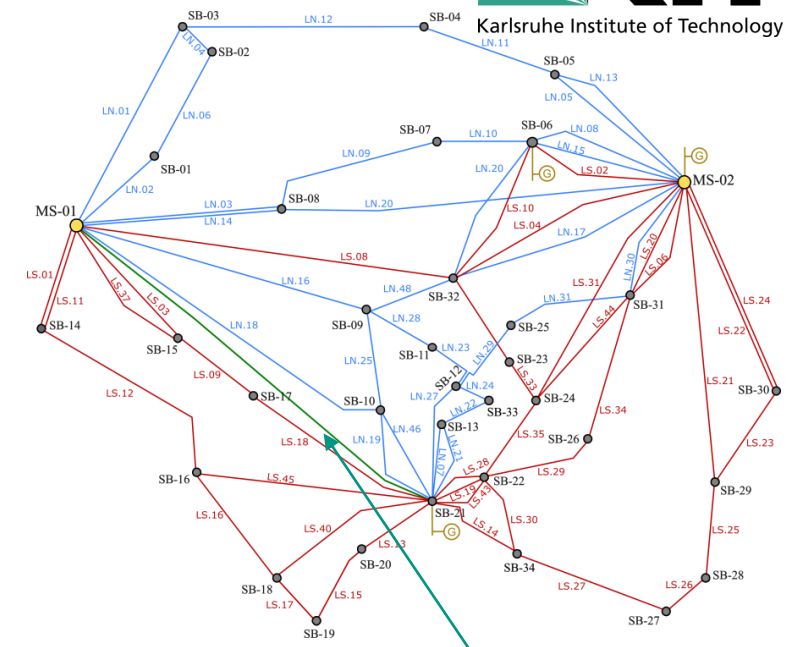 Karlsruhe Institute of Technology
SB-03
LN.12
SB-04
LN.04
SB-02
LN.11
SB-05
LN.13
LN.05
LN.01
LN.06
SB-07
LN.10
SB-06
LN.08
LN.15
LN.09
SB-01
LN.02
G
G
LS.02
MS-02
LN.20
LN.03
SB-08
LN.20
LN.14
MS-01
LS.10
LS.04
LN.17
LS.08
LS.20
LS.06
LN.30
LS.01
LS.11
LS.37
LS.03
LN.16
LN.48
SB-32
LS.31
SB-31
LS.24
LS.22
SB-14
SB-15
LN.18
SB-09
LN.28
SB-25
LN.31
LS.44
SB-11
LN.23
LN.29
SB-23
LN.25
SB-12
LS.33
LS.21
LS.09
SB-17
LN.27
LN.24
SB-33
SB-24
SB-30
LS.12
SB-10
LN.22
LS.34
LS.18
LN.19
LN.46
SB-13
LS.35
SB-26
LS.23
LN.07
LN.21
LS.28
LS.29
SB-16
LS.45
LS.19
LS.43
SB-22
SB-29
LS.16
SB-21
LS.40
G
LS.14
LS.30
LS.25
LS.13
SB-20
SB-34
SB-18
LS.15
LS.27
LS.26
SB-28
LS.17
SB-27
SB-19